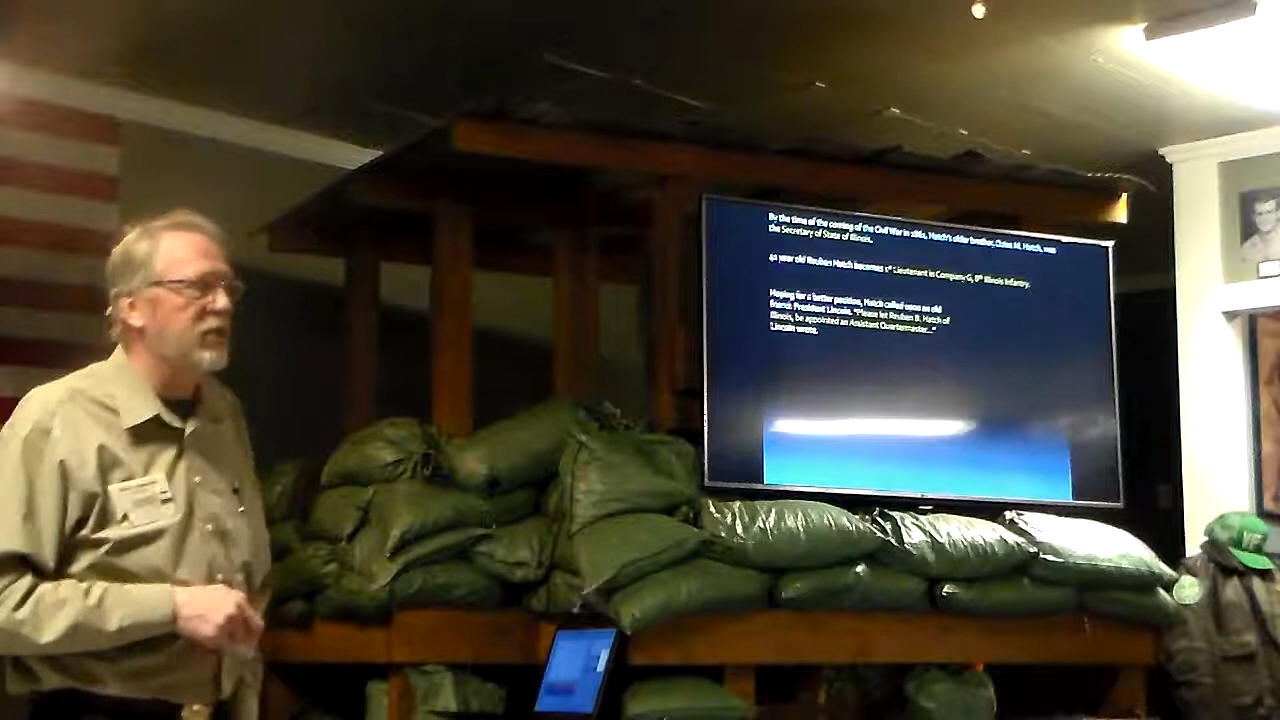 By the time of the coming of the Civil War in 1861, Hatch's older brother, Ozias M. Hatch, was
the Secretary of State of Illinois.
41 year old Reuben Hatch becomes 1st Lieutenant in Company G, 8th Illinois Infantry.
Hoping for a better position, Hatch called upon an old
friend: President Lincoln. "Please let Reuben B. Hatch of
Illinois, be appointed an Assistant Quartermaster..."
Lincoln wrote.